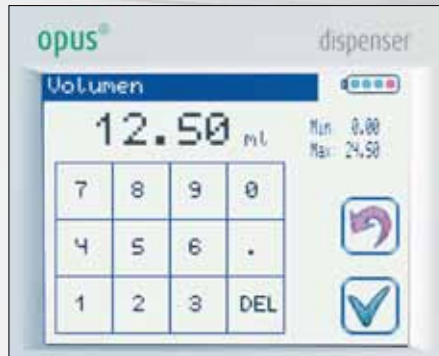 opus® dispenser
Volumen
12.50 ml
Min 0.00
Max: 24.50
7 8 9 0
4 5 6 .
1 2 3 DEL